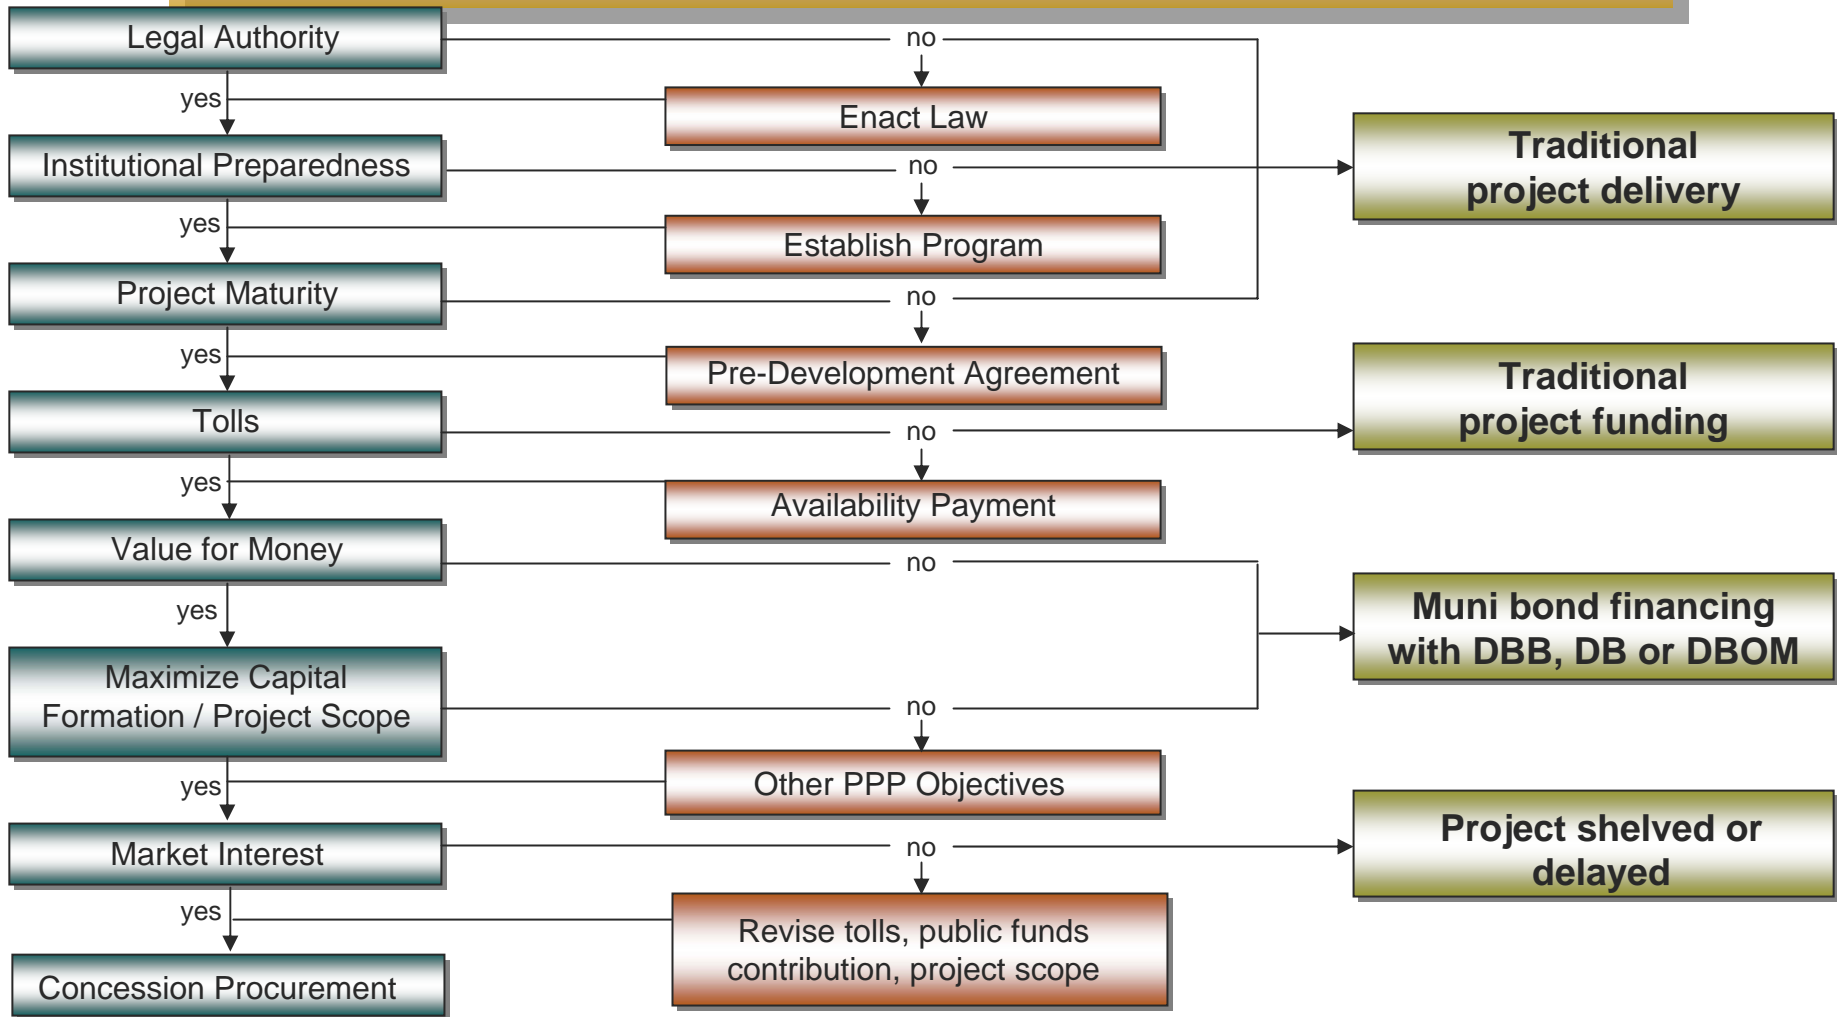 Legal Authority
no
yes
Enact Law
Traditional
project delivery
Institutional Preparedness
no
yes
Establish Program
Project Maturity
no
yes
Pre-Development Agreement
Traditional
project funding
Tolls
no
yes
Availability Payment
Value for Money
no
yes
Muni bond financing
with DBB, DB or DBOM
Maximize Capital
Formation / Project Scope
no
yes
Other PPP Objectives
Project shelved or
delayed
Market Interest
no
yes
Revise tolls, public funds
contribution, project scope
Concession Procurement